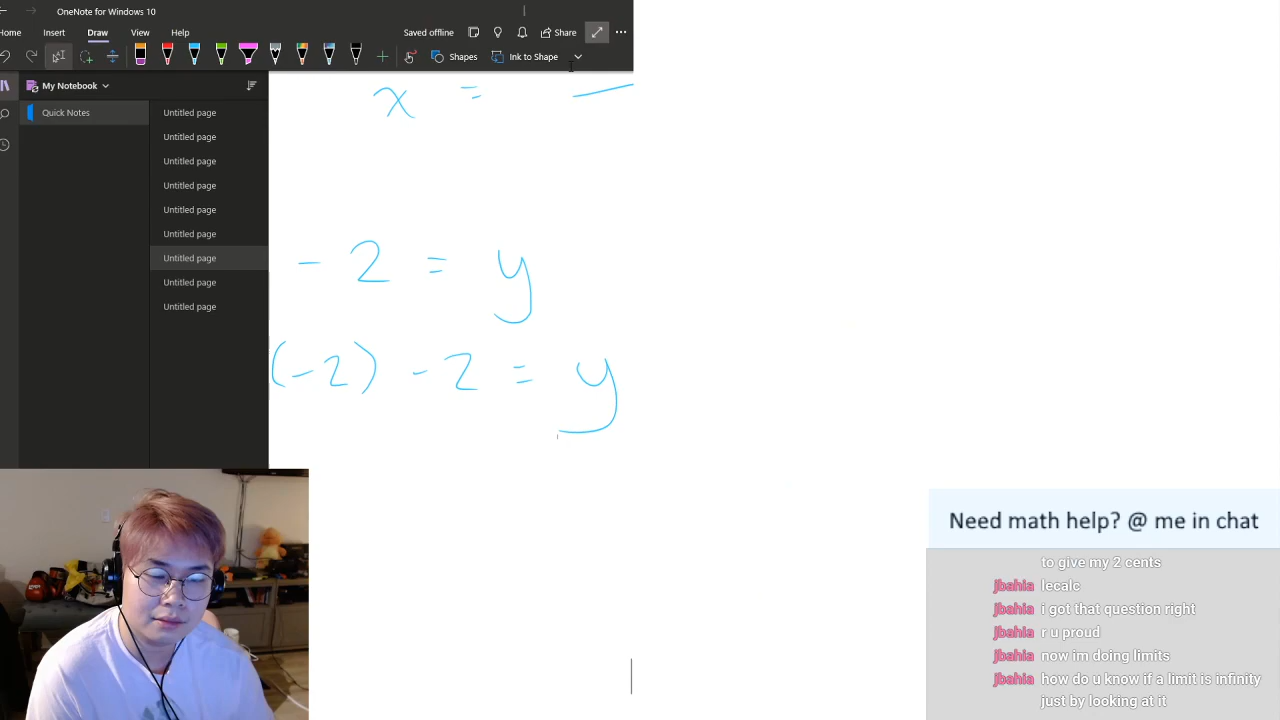 OneNote for Windows 10
Home Insert Draw View Help Saved offline Share
Shapes Ink to Shape
My Notebook
Quick Notes
Untitled page
Untitled page
Untitled page
Untitled page
Untitled page
Untitled page
Untitled page
Untitled page
Untitled page
x =
- 2 = y
(-2) - 2 = y
Need math help? @ me in chat
to give my 2 cents
jbahia lecalc
jbahia i got that question right
jbahia r u proud
jbahia now im doing limits
jbahia how do u know if a limit is infinity
just by looking at it